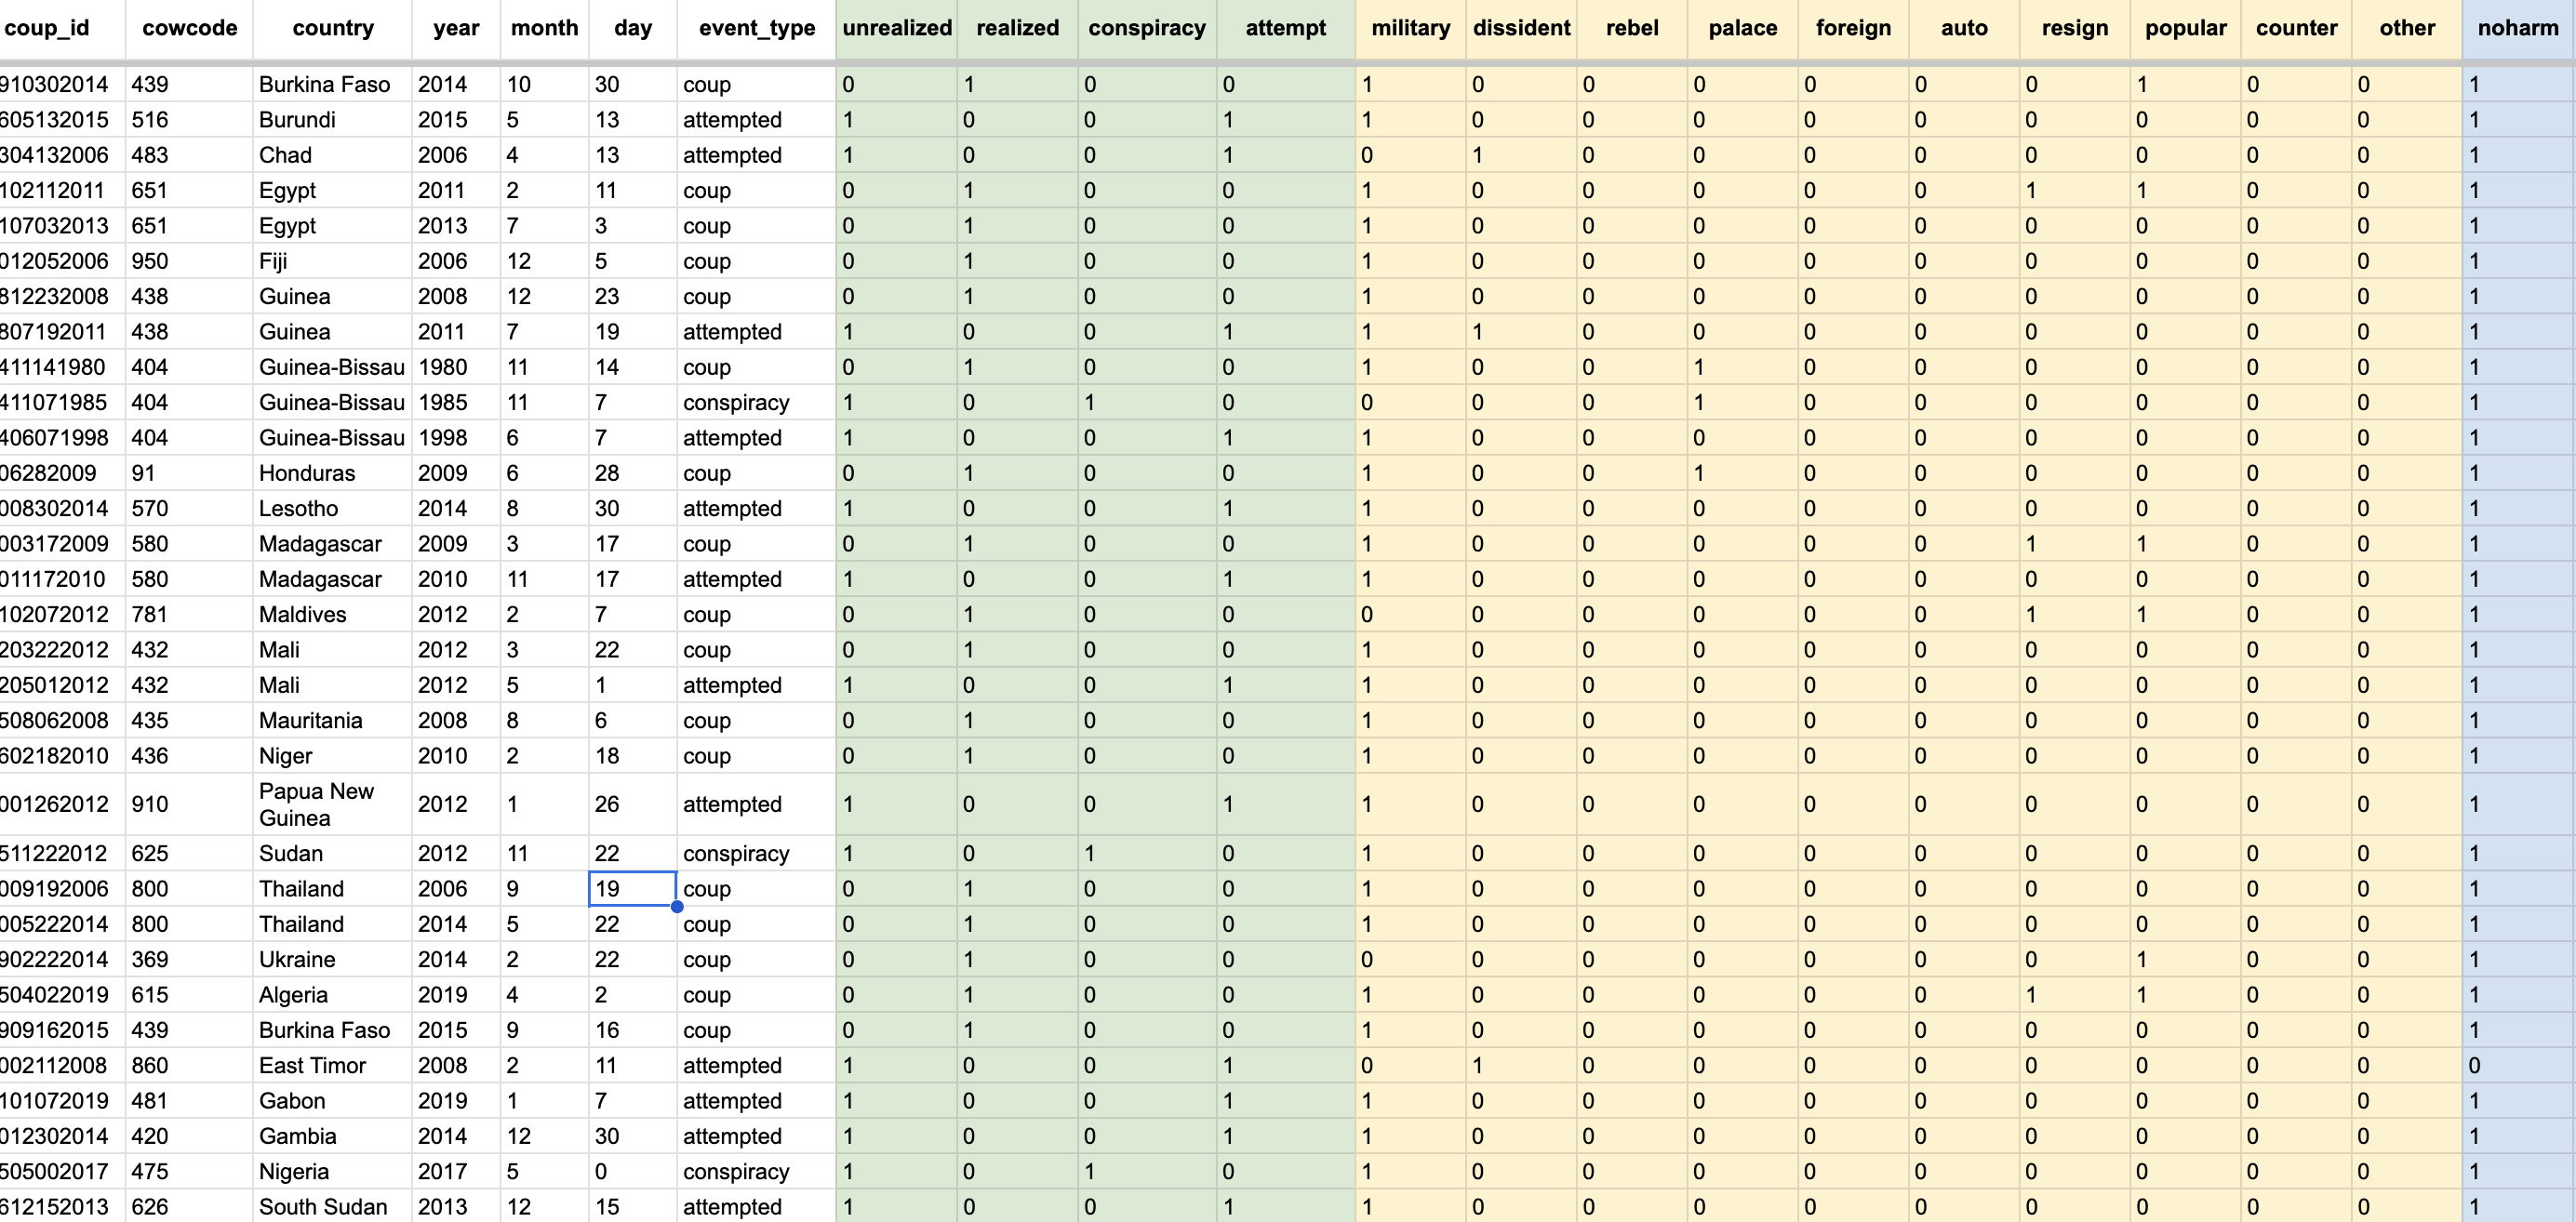 coup_id cowcode country year month day event_type unrealized realized conspiracy attempt military dissident rebel palace foreign auto resign popular counter other noharm
910302014 439 Burkina Faso 2014 10 30 coup 0 1 0 0 1 0 0 0 0 0 0 1 0 0 1
605132015 516 Burundi 2015 5 13 attempted 1 0 0 1 1 0 0 0 0 0 0 0 0 0 1
304132006 483 Chad 2006 4 13 attempted 1 0 0 1 0 1 0 0 0 0 0 0 0 0 1
102112011 651 Egypt 2011 2 11 coup 0 1 0 0 1 0 0 0 0 0 1 1 0 0 1
107032013 651 Egypt 2013 7 3 coup 0 1 0 0 1 0 0 0 0 0 0 0 0 0 1
012052006 950 Fiji 2006 12 5 coup 0 1 0 0 1 0 0 0 0 0 0 0 0 0 1
812232008 438 Guinea 2008 12 23 coup 0 1 0 0 1 0 0 0 0 0 0 0 0 0 1
807192011 438 Guinea 2011 7 19 attempted 1 0 0 1 1 1 0 0 0 0 0 0 0 0 1
411141980 404 Guinea-Bissau 1980 11 14 coup 0 1 0 0 1 0 0 1 0 0 0 0 0 0 1
411071985 404 Guinea-Bissau 1985 11 7 conspiracy 1 0 1 0 0 0 0 1 0 0 0 0 0 0 1
406071998 404 Guinea-Bissau 1998 6 7 attempted 1 0 0 1 1 0 0 0 0 0 0 0 0 0 1
06282009 91 Honduras 2009 6 28 coup 0 1 0 0 1 0 0 1 0 0 0 0 0 0 1
008302014 570 Lesotho 2014 8 30 attempted 1 0 0 1 1 0 0 0 0 0 0 0 0 0 1
003172009 580 Madagascar 2009 3 17 coup 0 1 0 0 1 0 0 0 0 0 1 1 0 0 1
011172010 580 Madagascar 2010 11 17 attempted 1 0 0 1 1 0 0 0 0 0 0 0 0 0 1
102072012 781 Maldives 2012 2 7 coup 0 1 0 0 0 0 0 0 0 0 1 1 0 0 1
203222012 432 Mali 2012 3 22 coup 0 1 0 0 1 0 0 0 0 0 0 0 0 0 1
205012012 432 Mali 2012 5 1 attempted 1 0 0 1 1 0 0 0 0 0 0 0 0 0 1
508062008 435 Mauritania 2008 8 6 coup 0 1 0 0 1 0 0 0 0 0 0 0 0 0 1
602182010 436 Niger 2010 2 18 coup 0 1 0 0 1 0 0 0 0 0 0 0 0 0 1
001262012 910 Papua New Guinea 2012 1 26 attempted 1 0 0 1 1 0 0 0 0 0 0 0 0 0 1
511222012 625 Sudan 2012 11 22 conspiracy 1 0 1 0 1 0 0 0 0 0 0 0 0 0 1
009192006 800 Thailand 2006 9 19 coup 0 1 0 0 1 0 0 0 0 0 0 0 0 0 1
005222014 800 Thailand 2014 5 22 coup 0 1 0 0 1 0 0 0 0 0 0 0 0 0 1
902222014 369 Ukraine 2014 2 22 coup 0 1 0 0 0 0 0 0 0 0 0 1 0 0 1
504022019 615 Algeria 2019 4 2 coup 0 1 0 0 1 0 0 0 0 0 1 1 0 0 1
909162015 439 Burkina Faso 2015 9 16 coup 0 1 0 0 1 0 0 0 0 0 0 0 0 0 1
002112008 860 East Timor 2008 2 11 attempted 1 0 0 1 0 1 0 0 0 0 0 0 0 0 0
101072019 481 Gabon 2019 1 7 attempted 1 0 0 1 1 0 0 0 0 0 0 0 0 0 1
012302014 420 Gambia 2014 12 30 attempted 1 0 0 1 1 0 0 0 0 0 0 0 0 0 1
505002017 475 Nigeria 2017 5 0 conspiracy 1 0 1 0 1 0 0 0 0 0 0 0 0 0 1
612152013 626 South Sudan 2013 12 15 attempted 1 0 0 1 1 0 0 0 0 0 0 0 0 0 1